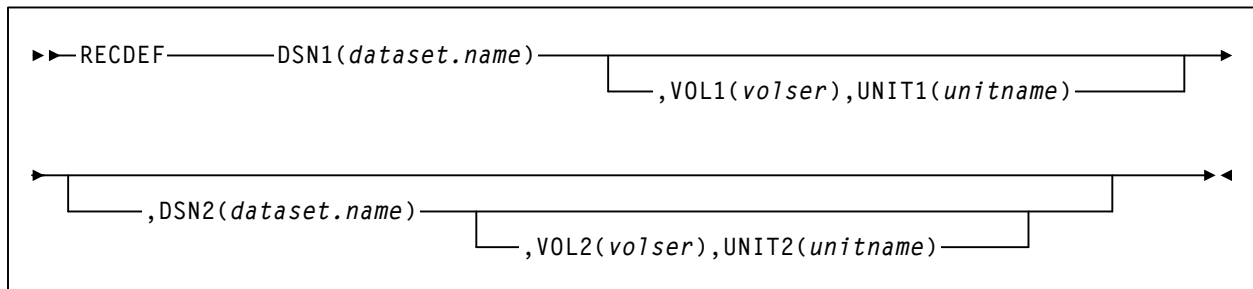 RECDEF DSN1(dataset.name)
,VOL1(volser),UNIT1(unitname)
,DSN2(dataset.name)
,VOL2(volser),UNIT2(unitname)